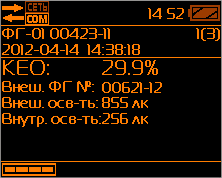 СЕТЬ
COM
14 52
ФГ-01 00423-11 1(3)
2012-04-14 14:38:18
КЕО: 29.9%
Внеш. ФГ №: 00621-12
Внеш. осв-ть: 855 лк
Внутр. осв-ть:256 лк